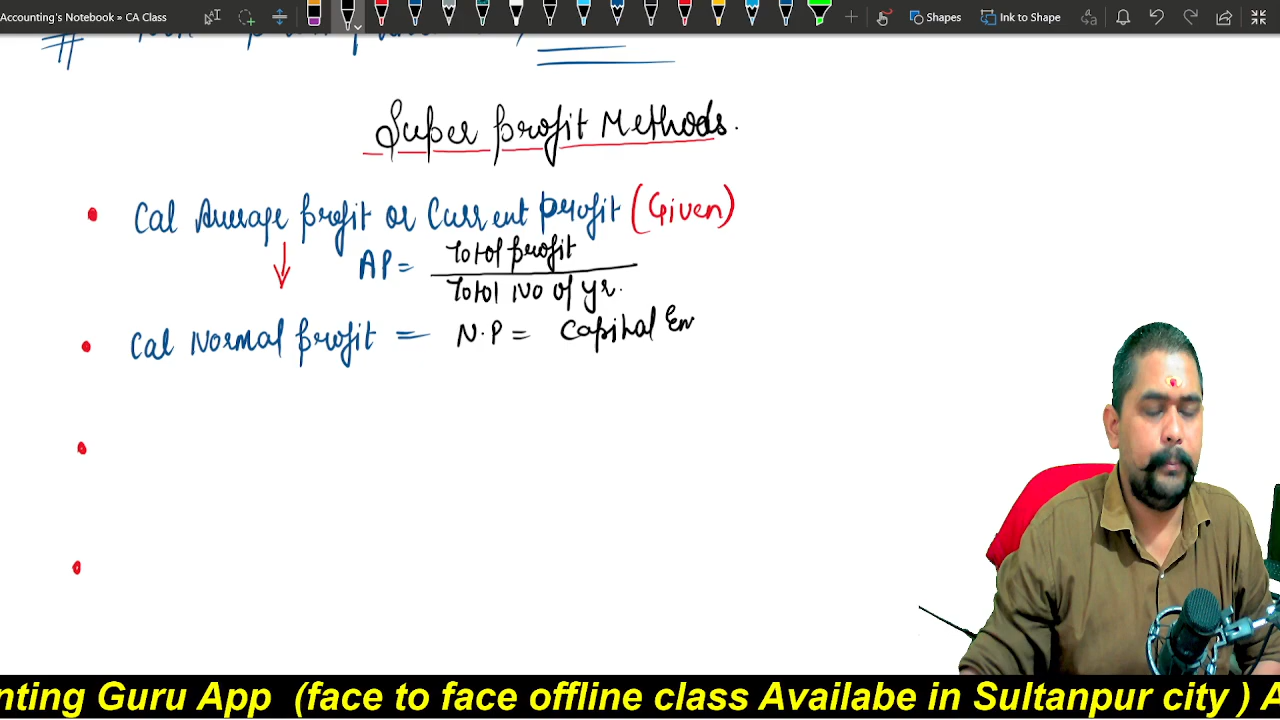 Accounting's Notebook » CA Class
Shapes
Ink to Shape
Super Profit Methods.
• Cal Average Profit or Current Profit (Given)
AP = Total Profit
Total No of yr.
• Cal Normal Profit = N.P = Capital Em
nting Guru App (face to face offline class Availabe in Sultanpur city ) A